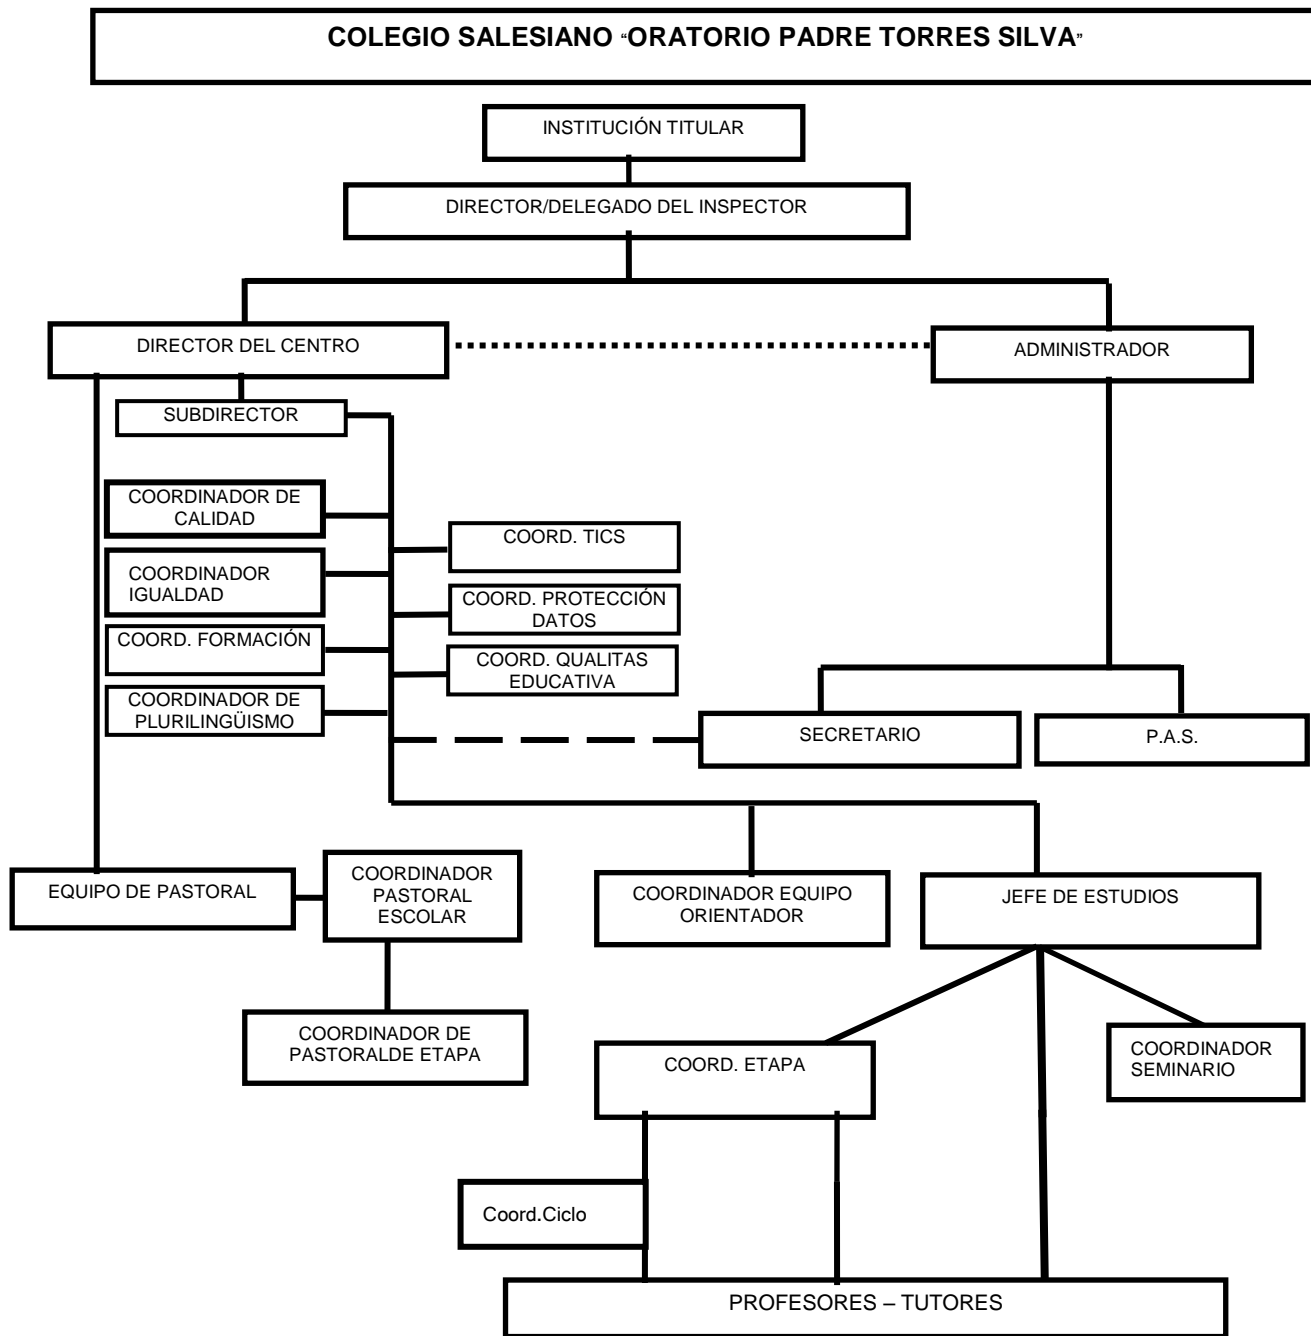 COLEGIO SALESIANO “ORATORIO PADRE TORRES SILVA”
INSTITUCIÓN TITULAR
DIRECTOR/DELEGADO DEL INSPECTOR
DIRECTOR DEL CENTRO
ADMINISTRADOR
SUBDIRECTOR
COORDINADOR DE
CALIDAD
COORD. TICS
COORDINADOR
IGUALDAD
COORD. PROTECCIÓN
DATOS
COORD. FORMACIÓN
COORD. QUALITAS
EDUCATIVA
COORDINADOR DE
PLURILINGÜISMO
SECRETARIO
P.A.S.
EQUIPO DE PASTORAL
COORDINADOR
PASTORAL
ESCOLAR
COORDINADOR EQUIPO
ORIENTADOR
JEFE DE ESTUDIOS
COORDINADOR DE
PASTORALDE ETAPA
COORD. ETAPA
COORDINADOR
SEMINARIO
Coord.Ciclo
PROFESORES – TUTORES